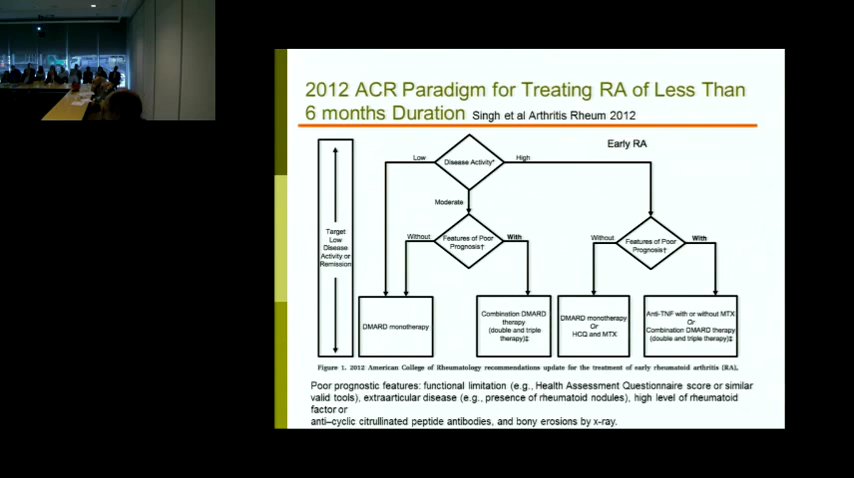 2012 ACR Paradigm for Treating RA of Less Than
6 months Duration Singh et al Arthritis Rheum 2012
Early RA
Low
Disease Activity*
High
Moderate
Target
Low
Disease
Activity or
Remission
Without
Features of Poor
Prognosis†
With
Without
Features of Poor
Prognosis†
With
DMARD monotherapy
Combination DMARD
therapy
(double and triple
therapy)‡
DMARD monotherapy
Or
HCQ and MTX
Anti-TNF with or without MTX
Or
Combination DMARD therapy
(double and triple therapy)‡
Figure 1. 2012 American College of Rheumatology recommendations update for the treatment of early rheumatoid arthritis (RA).
Poor prognostic features: functional limitation (e.g., Health Assessment Questionnaire score or similar
valid tools), extraarticular disease (e.g., presence of rheumatoid nodules), high level of rheumatoid
factor or
anti–cyclic citrullinated peptide antibodies, and bony erosions by x-ray.